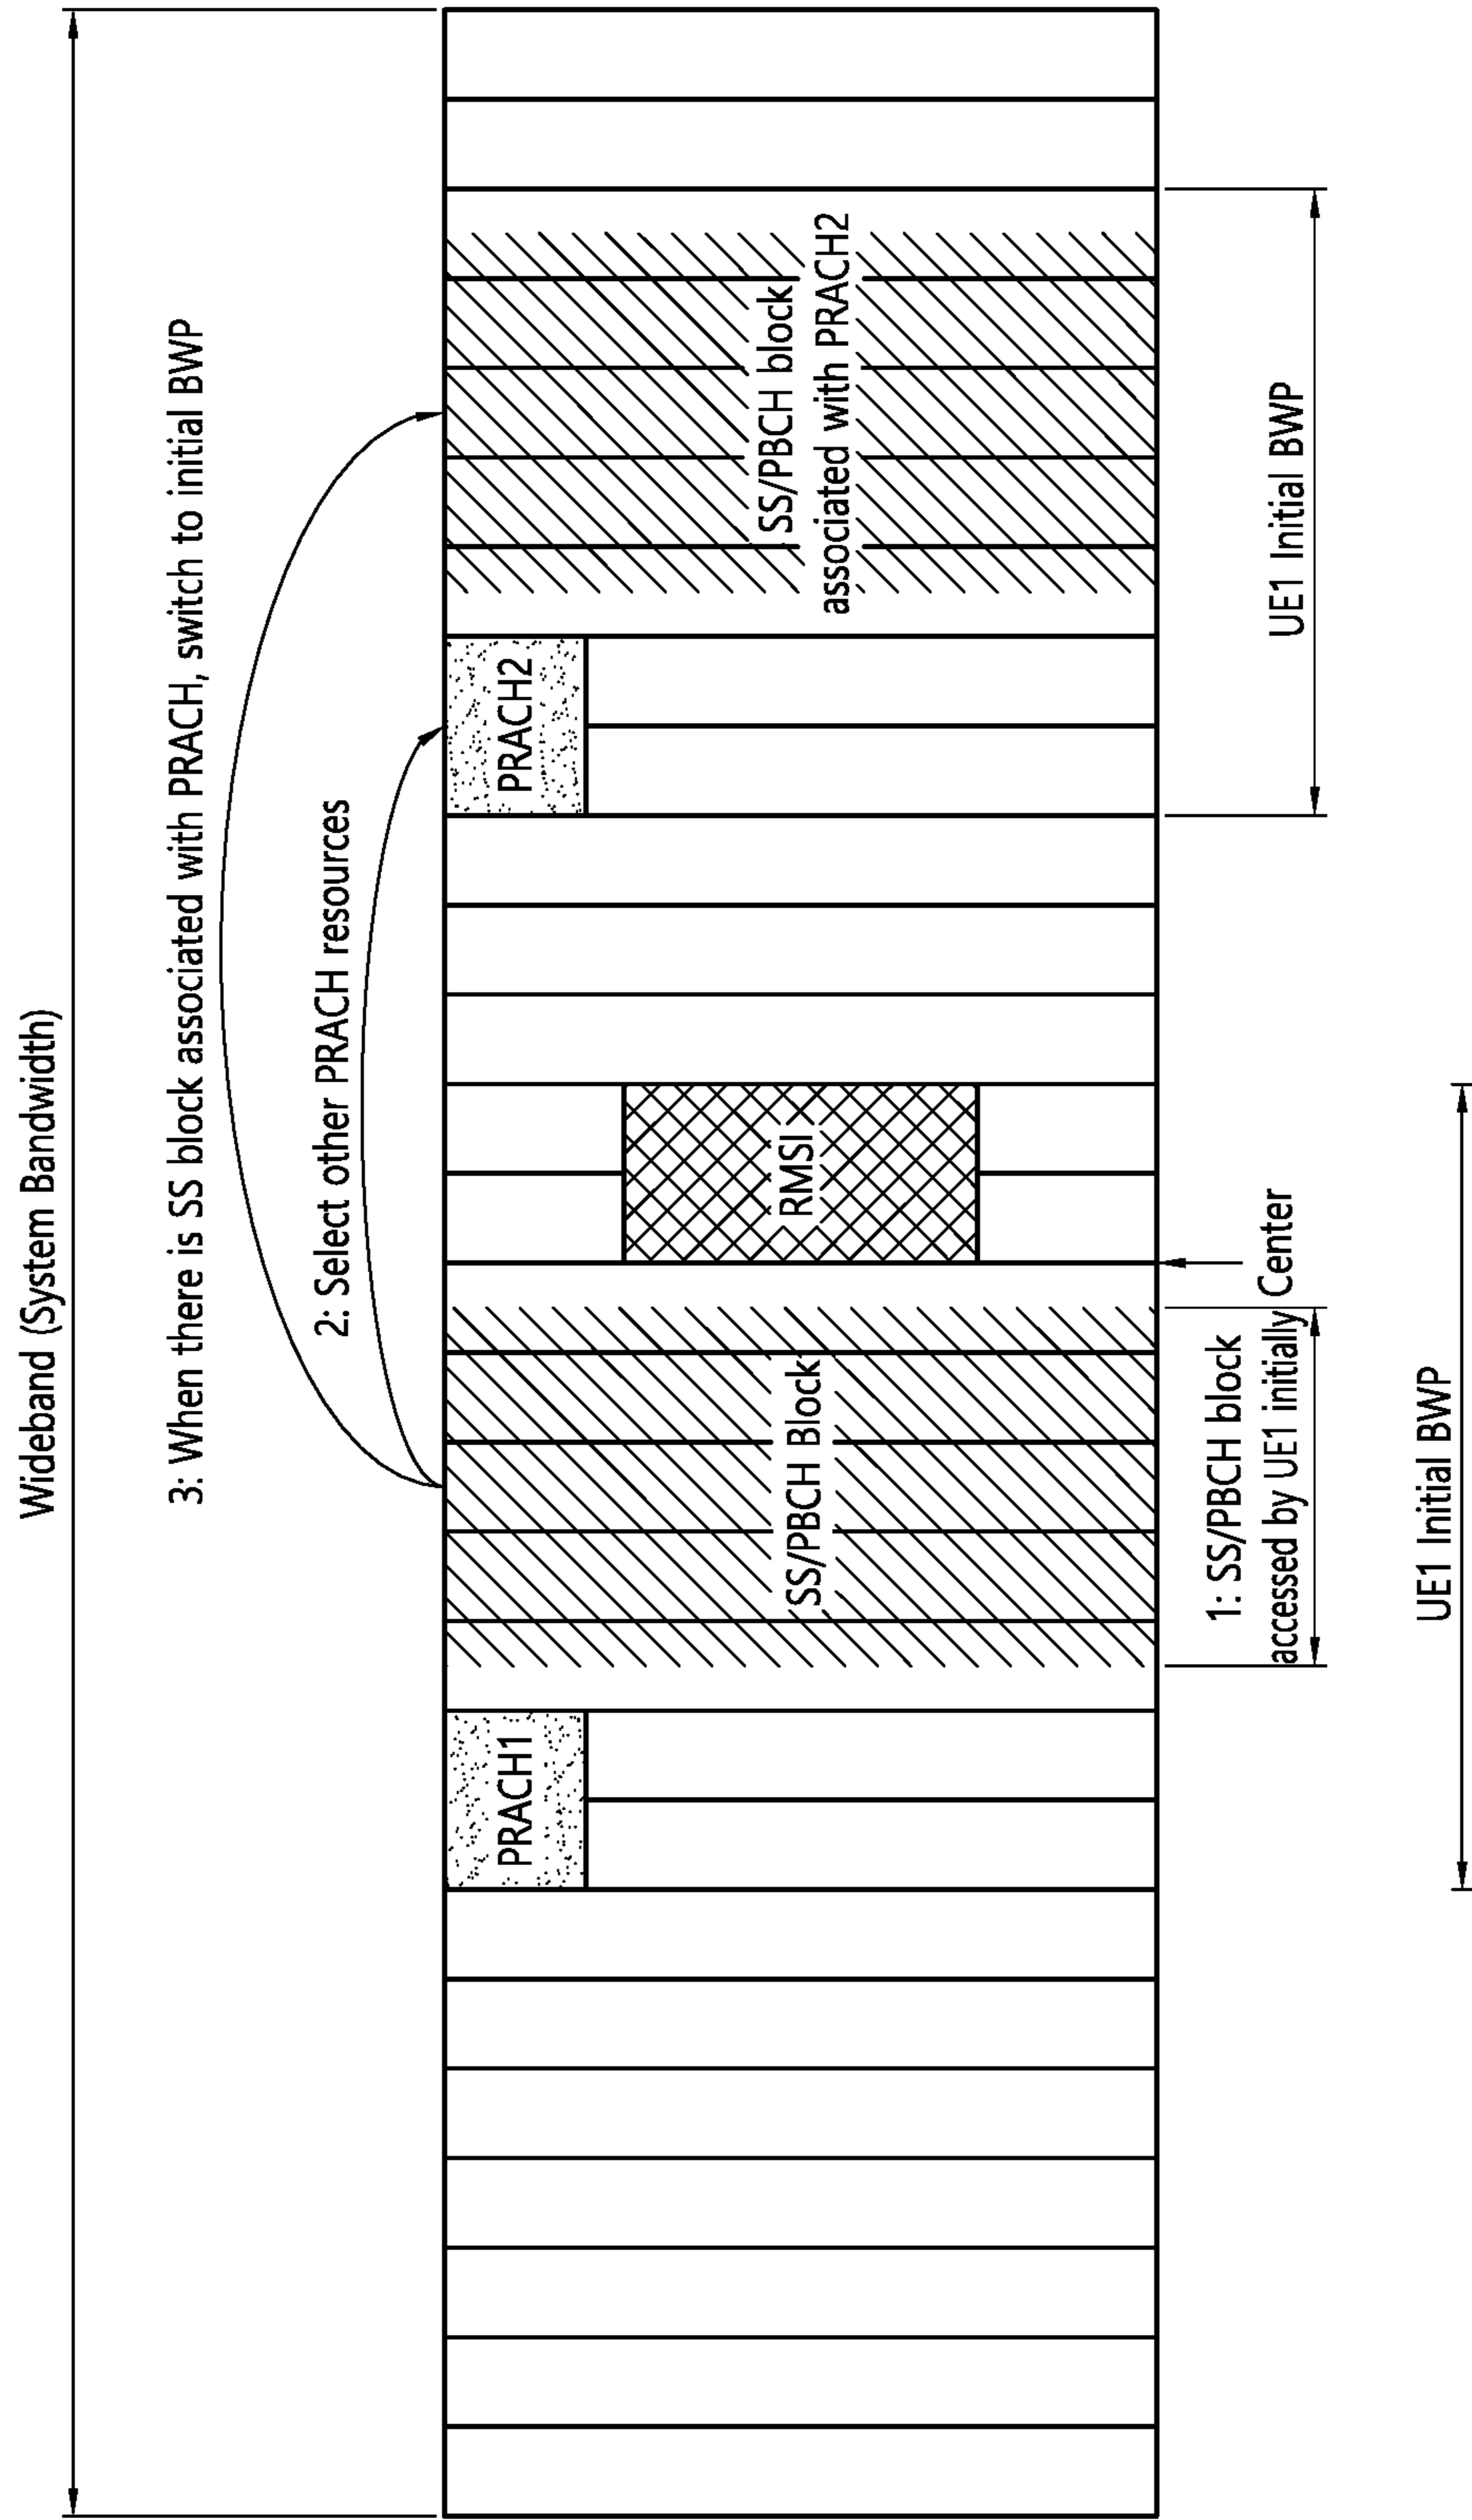 Wideband (System Bandwidth)
3: When there is SS block associated with PRACH, switch to initial BWP
2: Select other PRACH resources
PRACH1
SS/PBCH Block
RMSI
PRACH2
SS/PBCH block
associated with PRACH2
1: SS/PBCH block
accessed by UE1 initially
Center
UE1 Initial BWP
UE1 Initial BWP